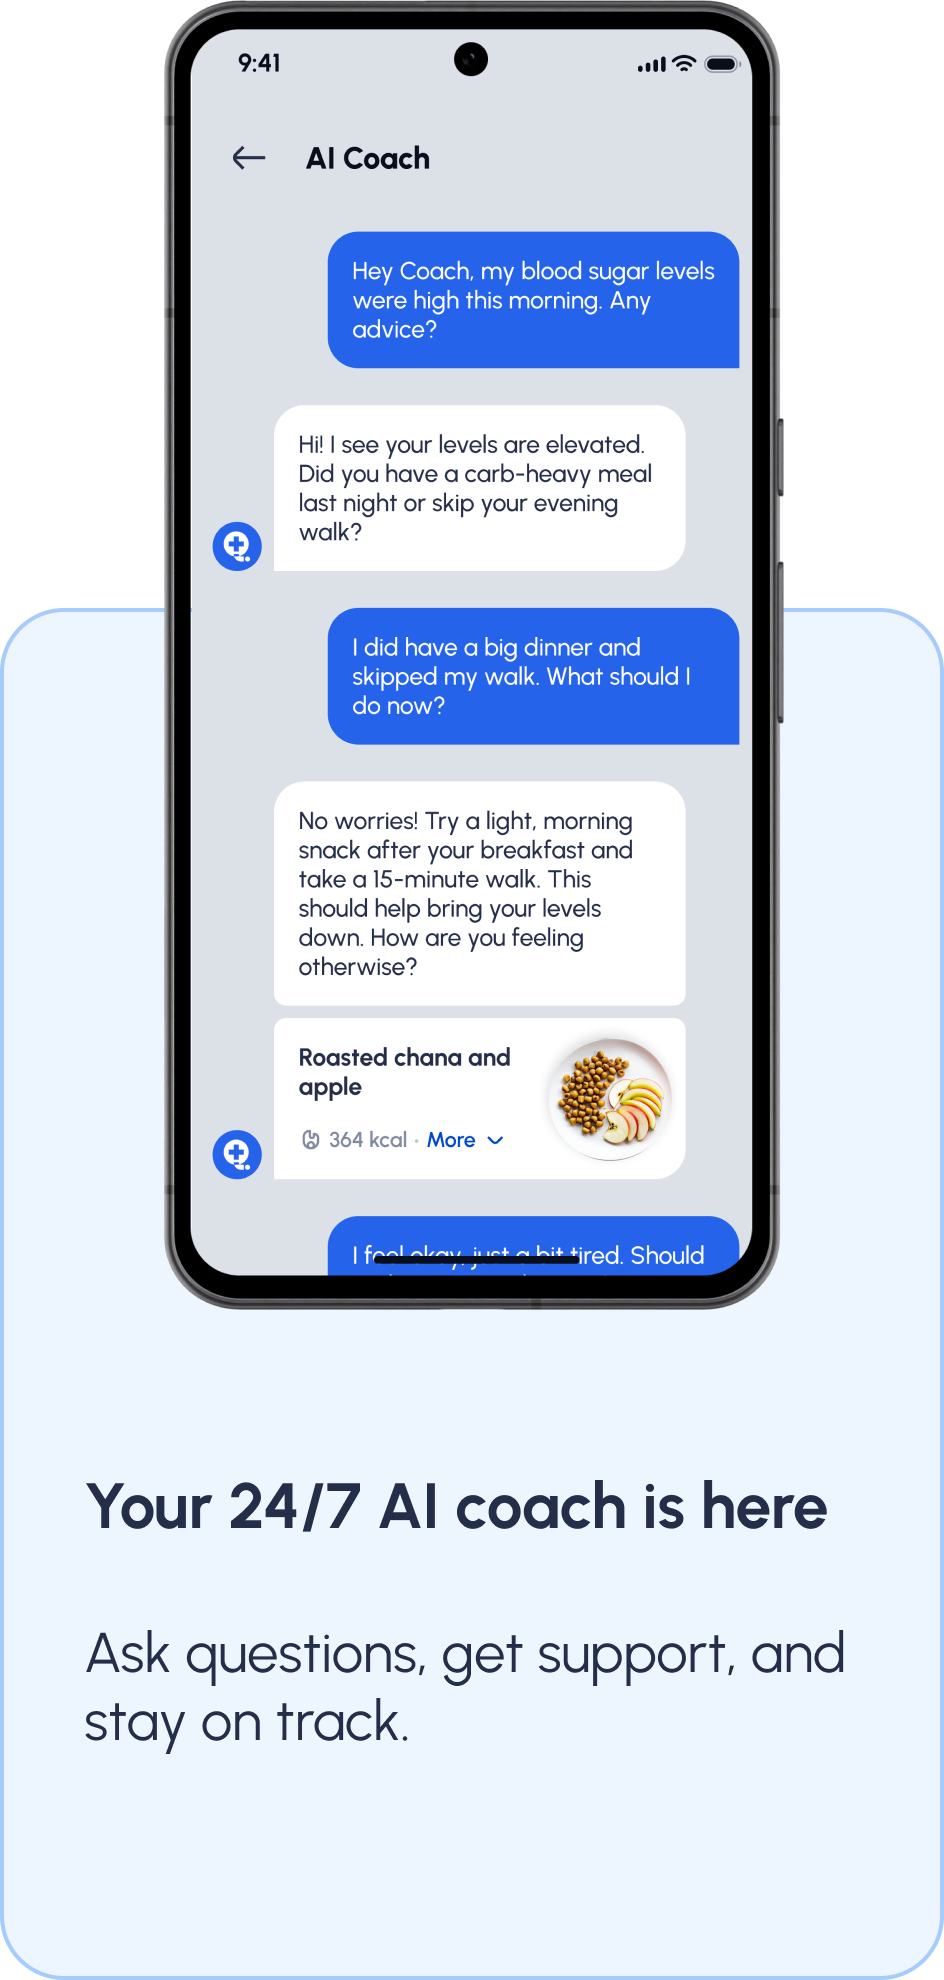 9:41
AI Coach
Hey Coach, my blood sugar levels
were high this morning. Any
advice?
Hi! I see your levels are elevated.
Did you have a carb-heavy meal
last night or skip your evening
walk?
I did have a big dinner and
skipped my walk. What should I
do now?
No worries! Try a light, morning
snack after your breakfast and
take a 15-minute walk. This
should help bring your levels
down. How are you feeling
otherwise?
Roasted chana and
apple
364 kcal · More
I feel okay, just a bit tired. Should
Your 24/7 AI coach is here
Ask questions, get support, and
stay on track.